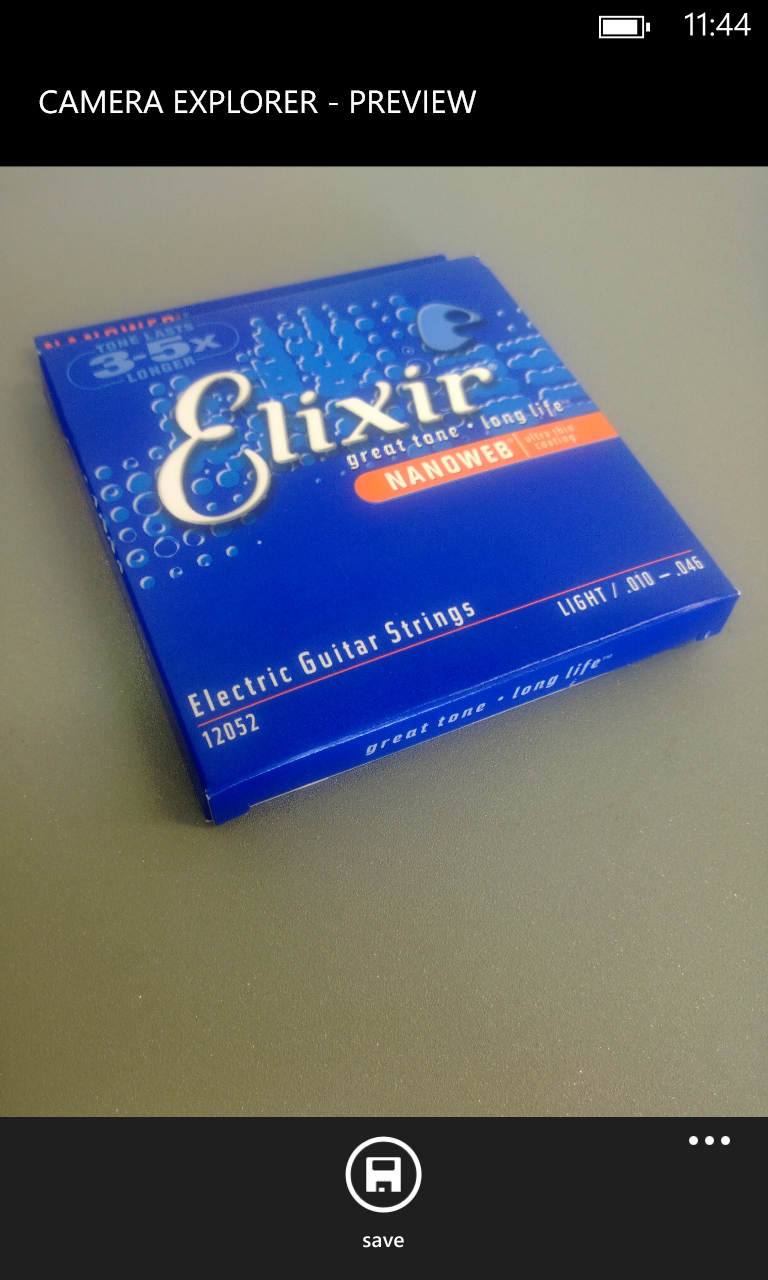 11:44
CAMERA EXPLORER - PREVIEW
TONE LASTS
3-5x
LONGER
Elixir
great tone · long life™
NANOWEB® ultra thin
coating
Electric Guitar Strings
LIGHT / .010 – .046
12052
great tone · long life™
save